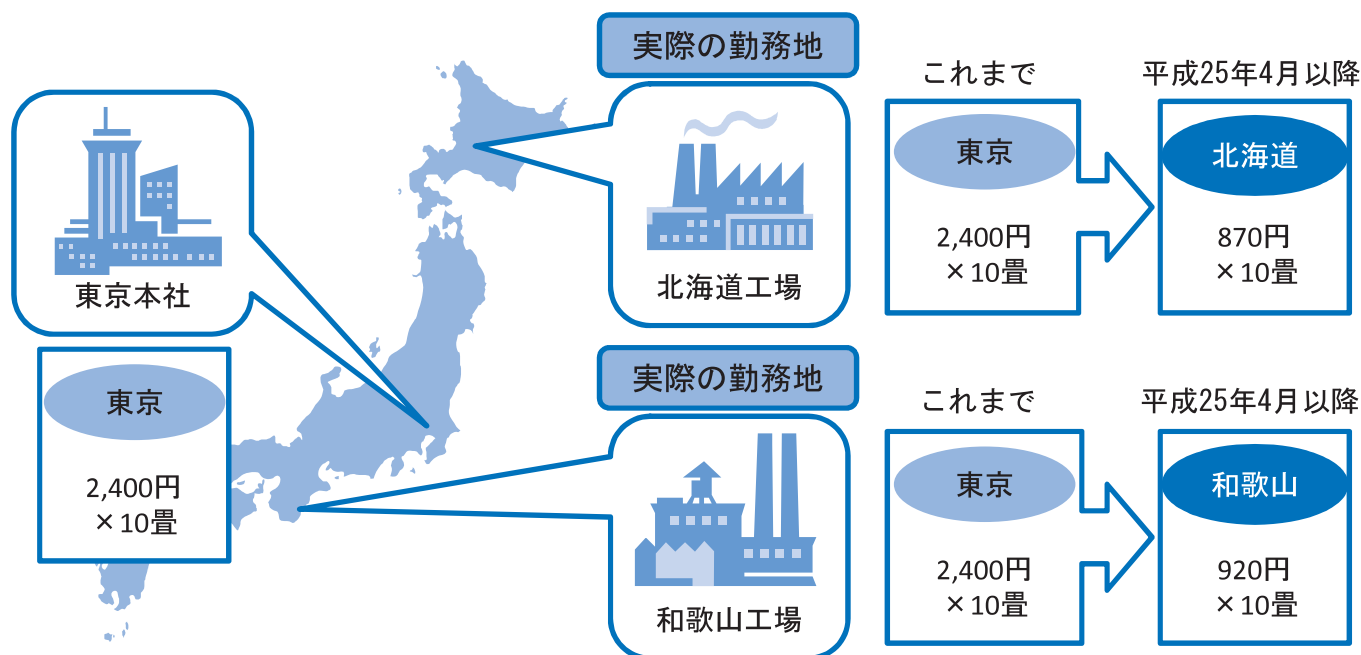 東京本社
東京
2,400円
×10畳
実際の勤務地
北海道工場
これまで
東京
2,400円
×10畳
平成25年4月以降
北海道
870円
×10畳
実際の勤務地
和歌山工場
これまで
東京
2,400円
×10畳
平成25年4月以降
和歌山
920円
×10畳